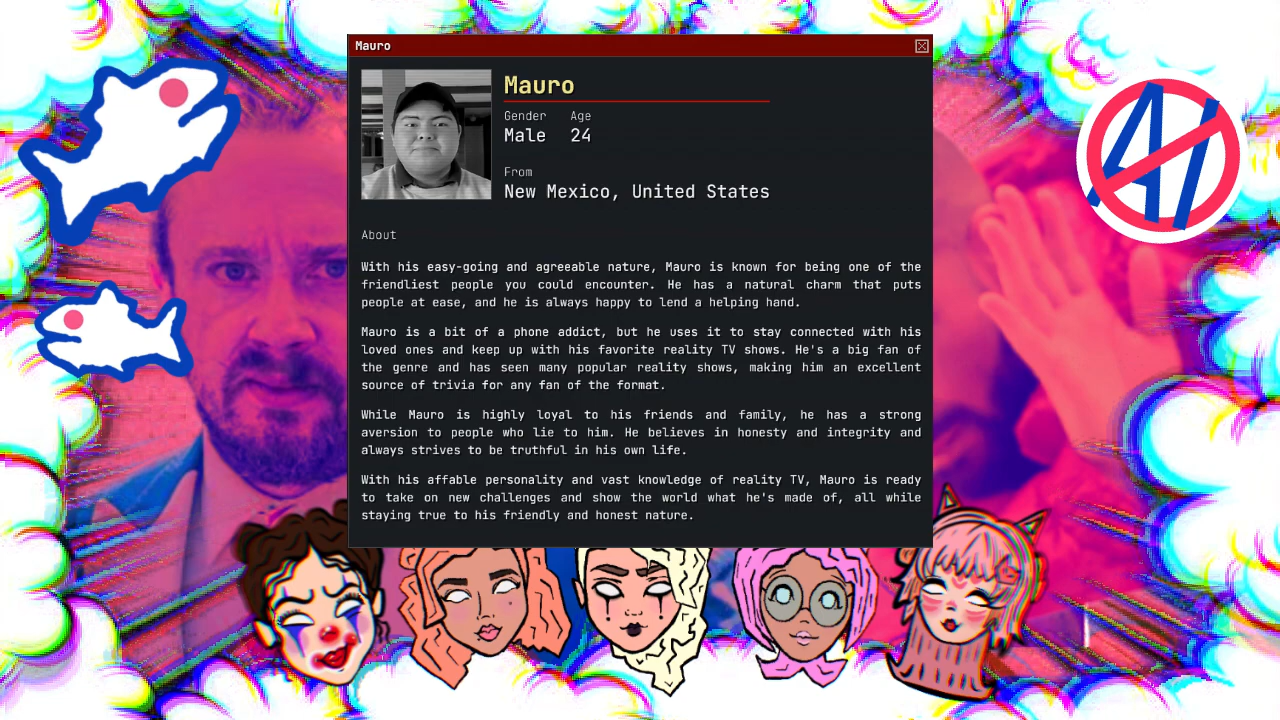 Mauro
Mauro
Gender Age
Male 24
From
New Mexico, United States
About
With his easy-going and agreeable nature, Mauro is known for being one of the
friendliest people you could encounter. He has a natural charm that puts
people at ease, and he is always happy to lend a helping hand.
Mauro is a bit of a phone addict, but he uses it to stay connected with his
loved ones and keep up with his favorite reality TV shows. He's a big fan of
the genre and has seen many popular reality shows, making him an excellent
source of trivia for any fan of the format.
While Mauro is highly loyal to his friends and family, he has a strong
aversion to people who lie to him. He believes in honesty and integrity and
always strives to be truthful in his own life.
With his affable personality and vast knowledge of reality TV, Mauro is ready
to take on new challenges and show the world what he's made of, all while
staying true to his friendly and honest nature.
AI